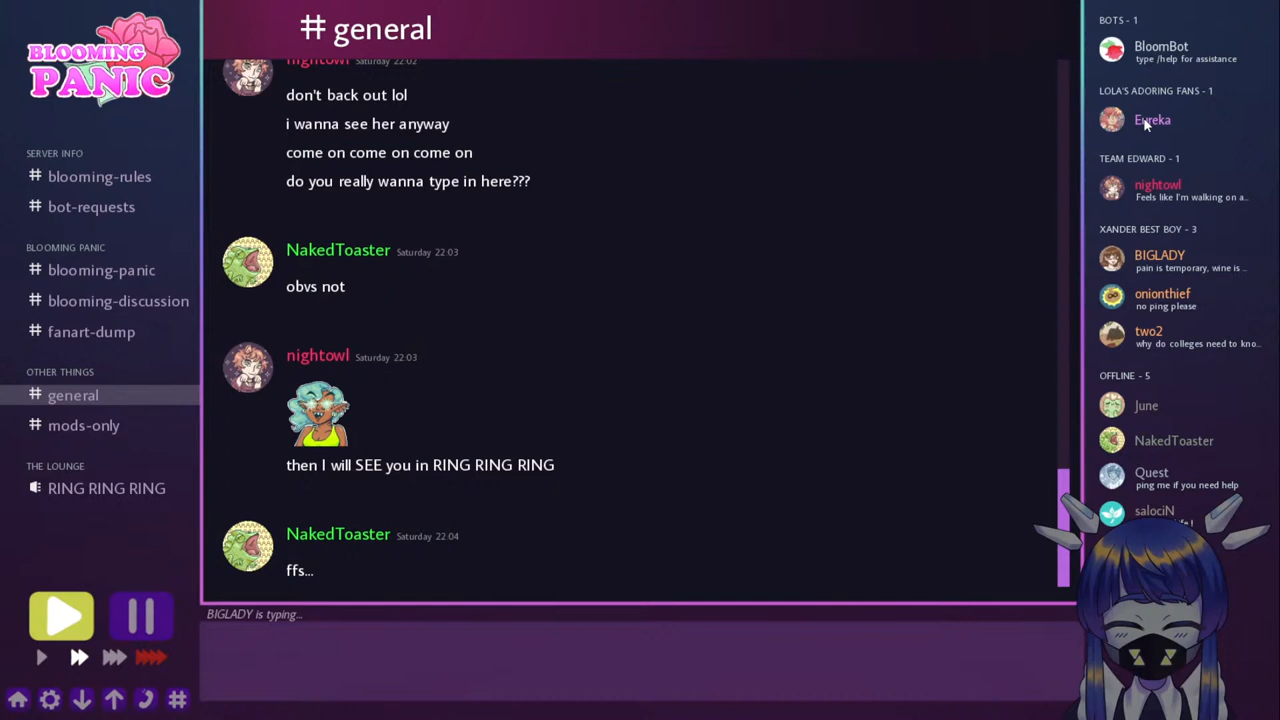 BLOOMING
PANIC
SERVER INFO
# blooming-rules
# bot-requests
BLOOMING PANIC
# blooming-panic
# blooming-discussion
# fanart-dump
OTHER THINGS
# general
# mods-only
THE LOUNGE
RING RING RING
# general
nightowl Saturday 22:02
don't back out lol
i wanna see her anyway
come on come on come on
do you really wanna type in here???
NakedToaster Saturday 22:03
obvs not
nightowl Saturday 22:03
then I will SEE you in RING RING RING
NakedToaster Saturday 22:04
ffs...
BIGLADY is typing...
BOTS - 1
BloomBot
type /help for assistance
LOLA'S ADORING FANS - 1
Eureka
TEAM EDWARD - 1
nightowl
Feels like I'm walking on a..
XANDER BEST BOY - 3
BIGLADY
pain is temporary, wine is ..
onionthief
no ping please
two2
why do colleges need to kno...
OFFLINE - 5
June
NakedToaster
Quest
ping me if you need help
salociN